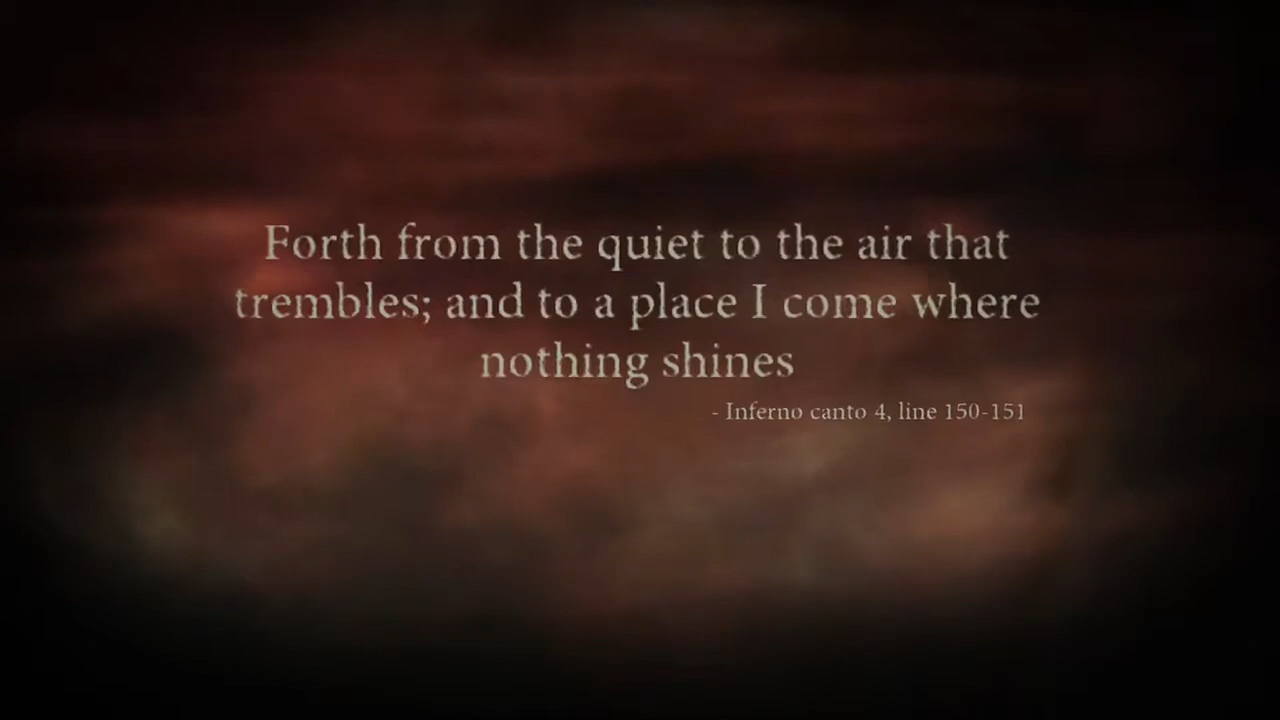 Forth from the quiet to the air that
trembles; and to a place I come where
nothing shines
- Inferno canto 4, line 150-151